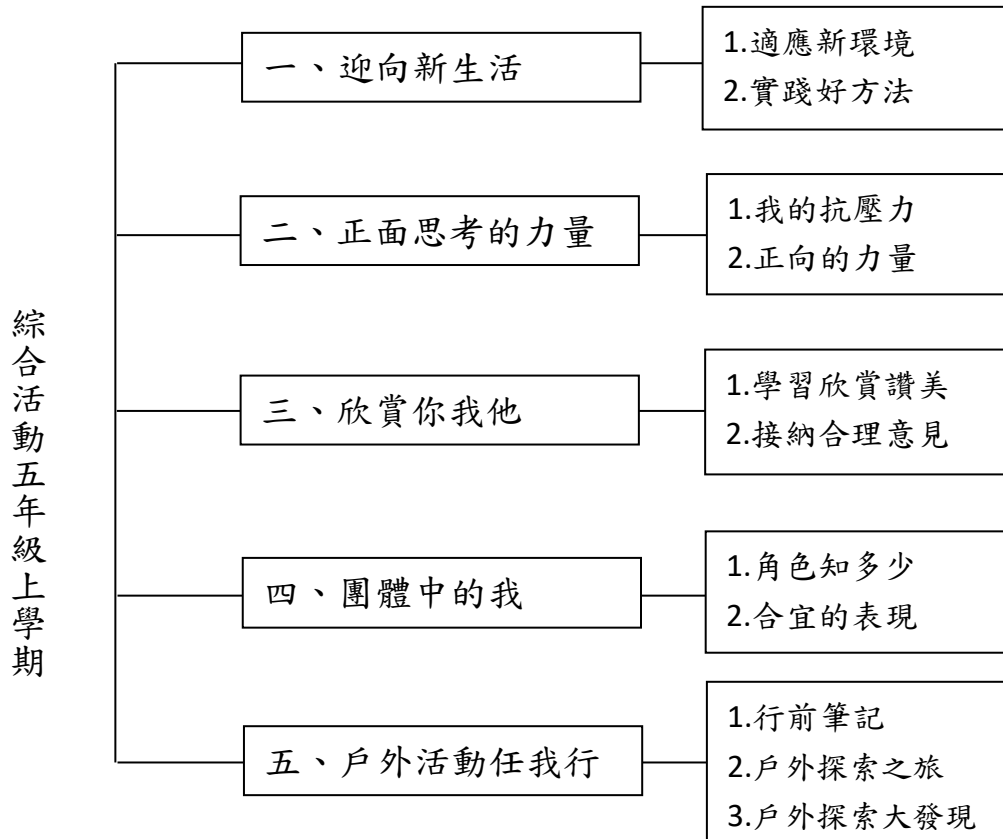 綜合活動五年級上學期
一、迎向新生活
1.適應新環境
2.實踐好方法
二、正面思考的力量
1.我的抗壓力
2.正向的力量
三、欣賞你我他
1.學習欣賞讚美
2.接納合理意見
四、團體中的我
1.角色知多少
2.合宜的表現
五、戶外活動任我行
1.行前筆記
2.戶外探索之旅
3.戶外探索大發現